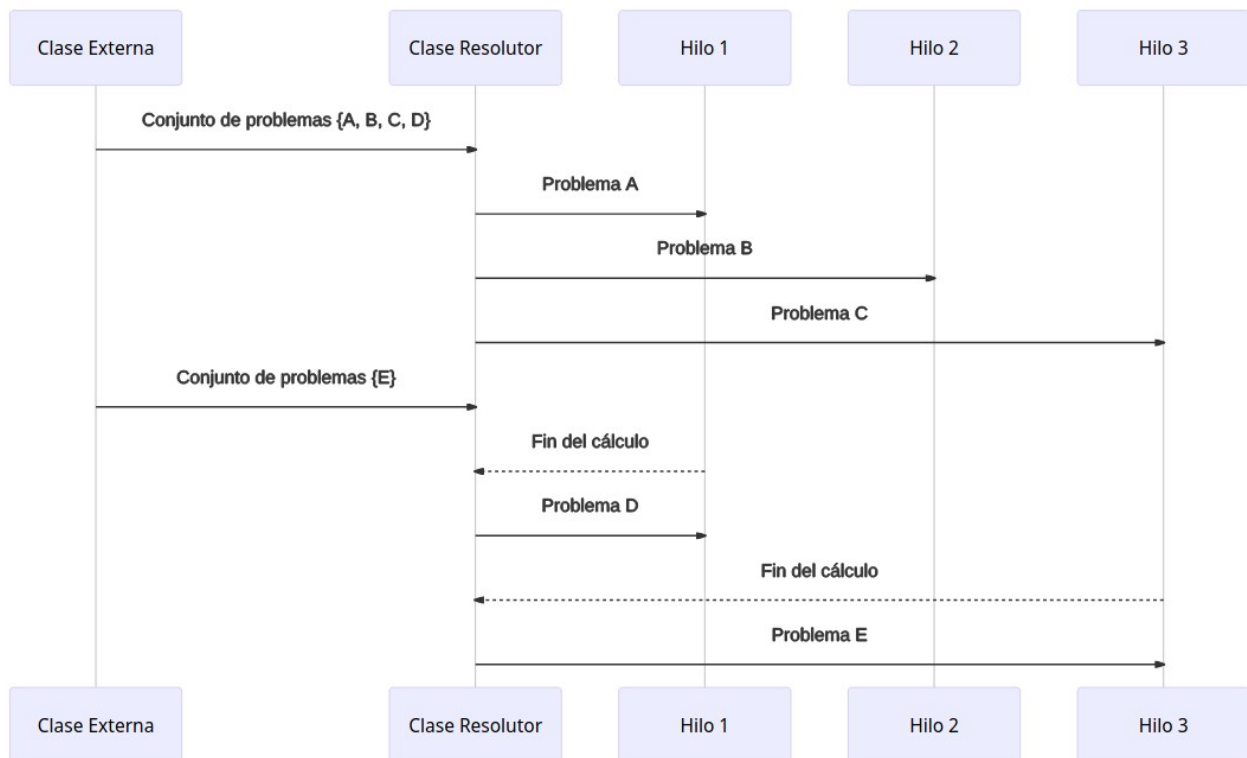 Clase Externa
Clase Resolutor
Hilo 1
Hilo 2
Hilo 3
Conjunto de problemas {A, B, C, D}
Problema A
Problema B
Problema C
Conjunto de problemas {E}
Fin del cálculo
Problema D
Fin del cálculo
Problema E
Clase Externa
Clase Resolutor
Hilo 1
Hilo 2
Hilo 3